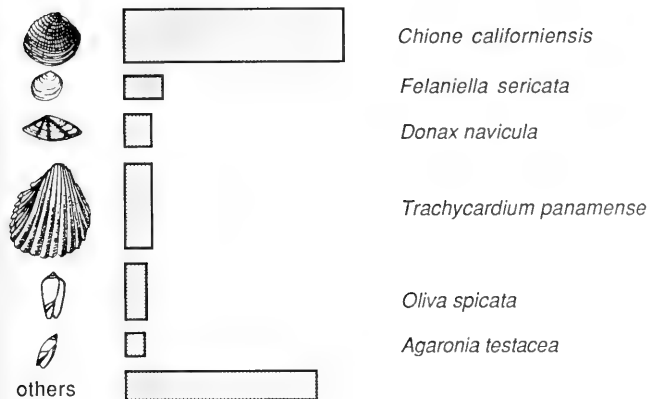 Chione californiensis
Felaniella sericata
Donax navicula
Trachycardium panamense
Oliva spicata
Agaronia testacea
others